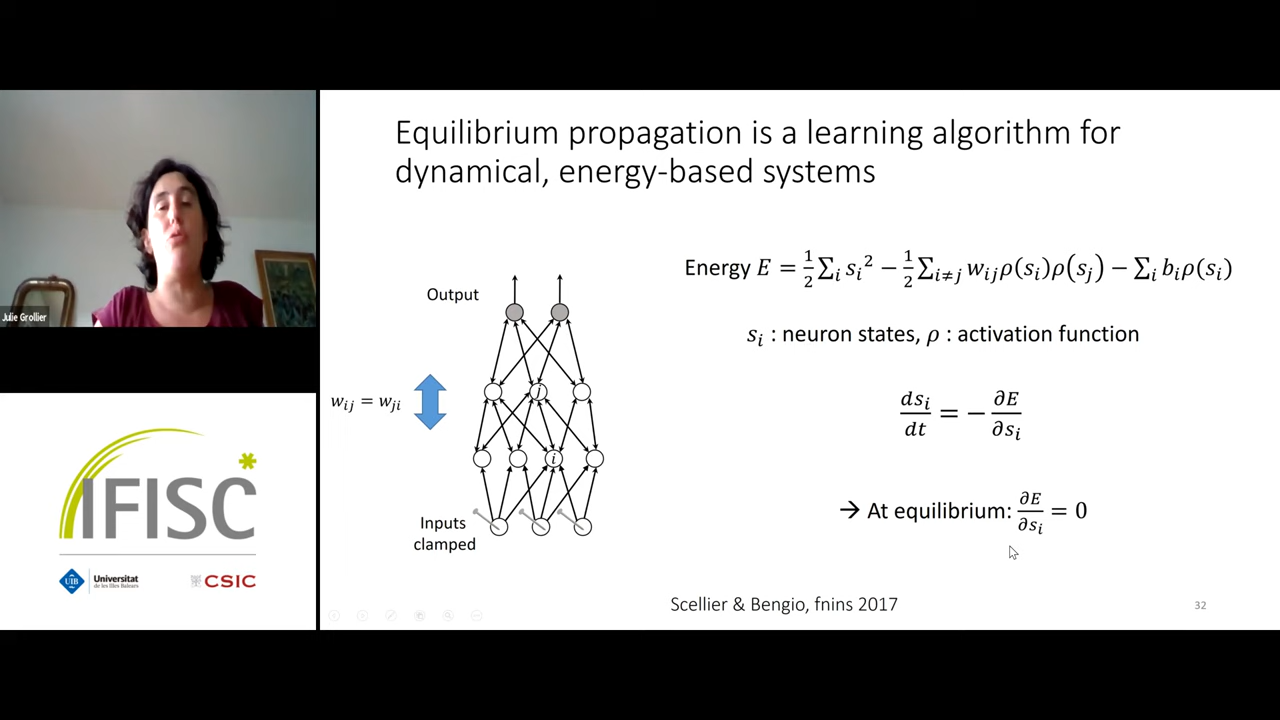 Equilibrium propagation is a learning algorithm for
dynamical, energy-based systems
Energy E = 1/2 ∑ᵢ sᵢ² − 1/2 ∑ᵢ≠ⱼ wᵢⱼρ(sᵢ)ρ(sⱼ) − ∑ᵢ bᵢρ(sᵢ)
sᵢ : neuron states, ρ : activation function
dsᵢ/dt = − ∂E/∂sᵢ
→ At equilibrium: ∂E/∂sᵢ = 0
Output
wᵢⱼ = wⱼᵢ
j
i
Inputs
clamped
Scellier & Bengio, fnins 2017
32
Julie Grollier
IFISC
UIB
Universitat
de les Illes Balears
CSIC